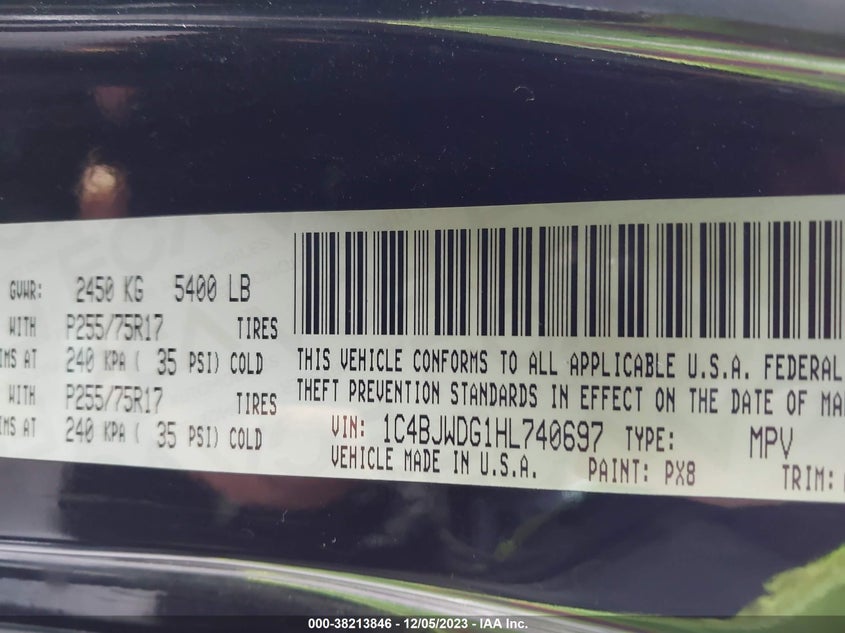 GVWR: 2450 KG 5400 LB
WITH P255/75R17 TIRES
IMS AT 240 KPA ( 35 PSI) COLD
WITH P255/75R17 TIRES
IMS AT 240 KPA ( 35 PSI) COLD
THIS VEHICLE CONFORMS TO ALL APPLICABLE U.S.A. FEDERAL
THEFT PREVENTION STANDARDS IN EFFECT ON THE DATE OF MA
VIN: 1C4BJWDG1HL740697 TYPE: MPV
VEHICLE MADE IN U.S.A. PAINT: PX8 TRIM:
000-38213846 - 12/05/2023 - IAA Inc.